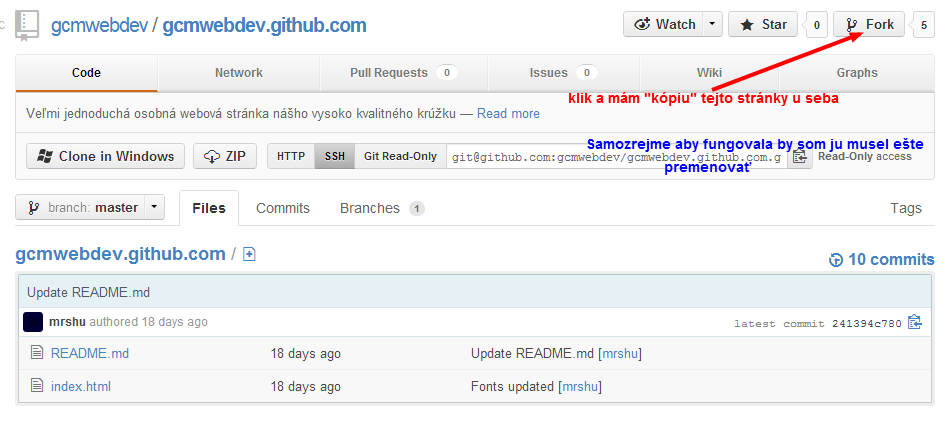 gcmwebdev / gcmwebdev.github.com
Watch Star 0 Fork 5
Code Network Pull Requests 0 Issues 0 Wiki Graphs
klik a mám "kópiu" tejto stránky u seba
Veľmi jednoduchá osobná webová stránka nášho vysoko kvalitného krúžku — Read more
Samozrejme aby fungovala by som ju musel ešte
premenovať
Clone in Windows ZIP HTTP SSH Git Read-Only git@github.com:gcmwebdev/gcmwebdev.github.com.g Read-Only access
branch: master Files Commits Branches 1 Tags
gcmwebdev.github.com / 10 commits
Update README.md
mrshu authored 18 days ago latest commit 241394c780
README.md 18 days ago Update README.md [mrshu]
index.html 18 days ago Fonts updated [mrshu]